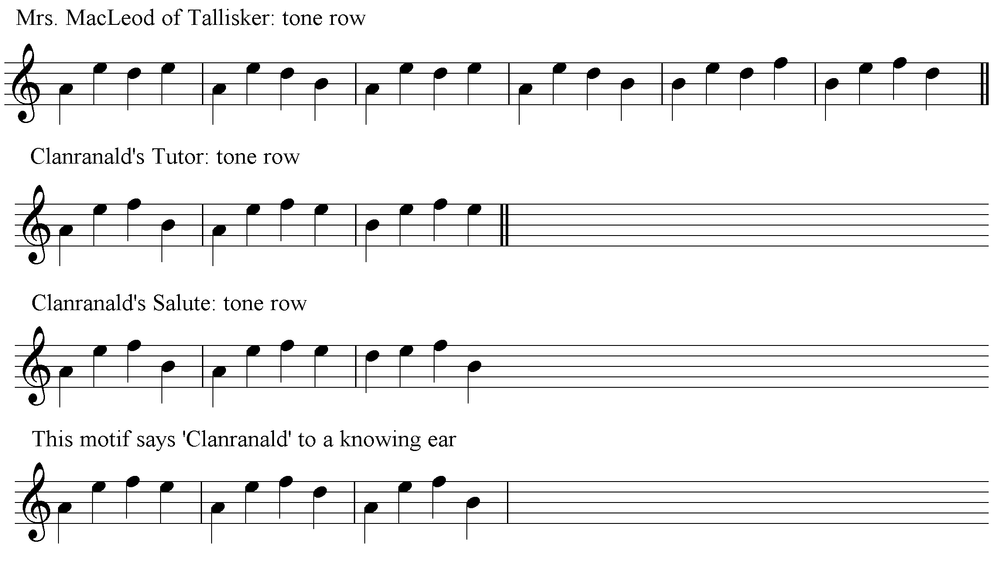 Mrs. MacLeod of Tallisker: tone row
Clanranald's Tutor: tone row
Clanranald's Salute: tone row
This motif says 'Clanranald' to a knowing ear